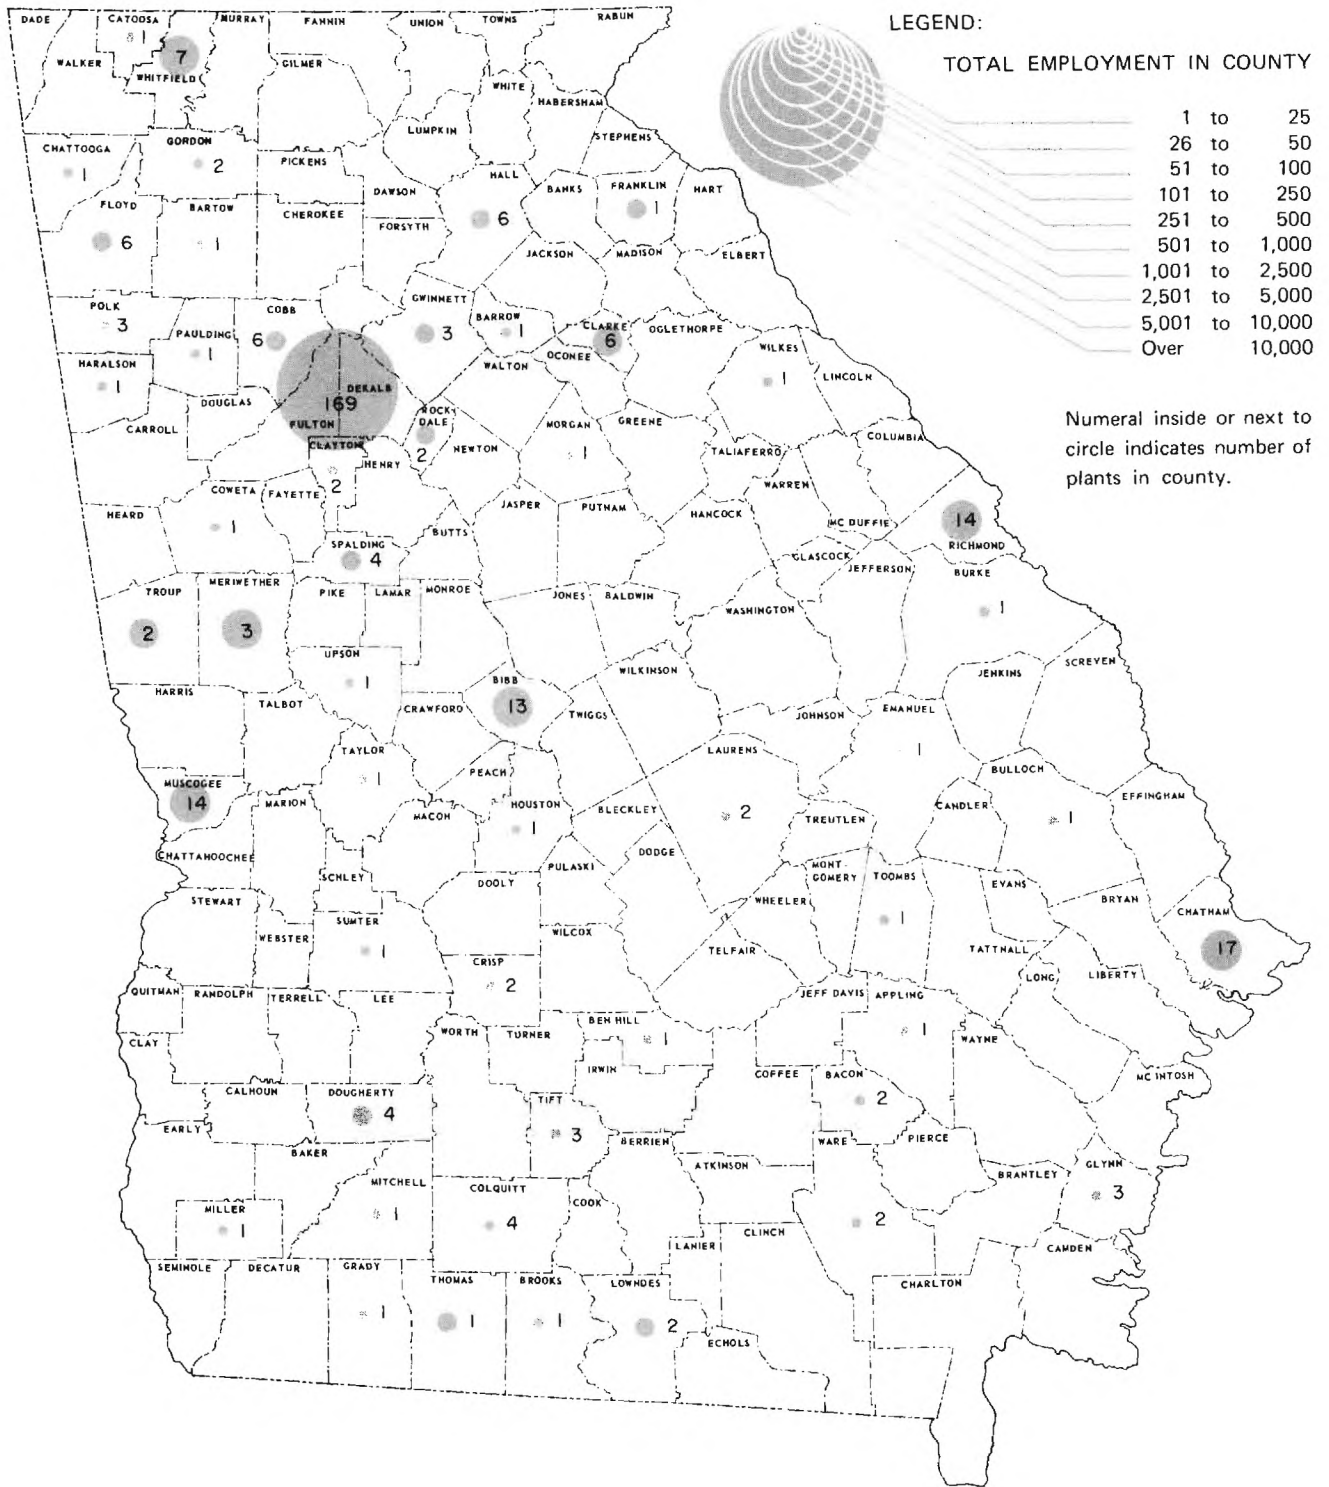 LEGEND:
TOTAL EMPLOYMENT IN COUNTY
1 to 25
26 to 50
51 to 100
101 to 250
251 to 500
501 to 1,000
1,001 to 2,500
2,501 to 5,000
5,001 to 10,000
Over 10,000
Numeral inside or next to
circle indicates number of
plants in county.
DADE
CATOOSA
1
MURRAY
FANNIN
UNION
TOWNS
RABUN
WALKER
7
WHITFIELD
GILMER
WHITE
HABERSHAM
LUMPKIN
STEPHENS
CHATTOOGA
1
GORDON
2
PICKENS
DAWSON
HALL
6
BANKS
FRANKLIN
1
HART
FLOYD
6
BARTOW
1
CHEROKEE
FORSYTH
JACKSON
MADISON
ELBERT
POLK
3
PAULDING
1
COBB
6
GWINNETT
3
BARROW
1
CLARKE
6
OCONEE
OGLETHORPE
WILKES
1
LINCOLN
HARALSON
1
DOUGLAS
DEKALB
169
FULTON
WALTON
CARROLL
CLAYTON
2
HENRY
ROCK-
DALE
2
NEWTON
MORGAN
1
GREENE
TALIAFERRO
COLUMBIA
WARREN
MC DUFFIE
HEARD
COWETA
1
FAYETTE
SPALDING
4
BUTTS
JASPER
PUTNAM
HANCOCK
GLASCOCK
14
RICHMOND
JEFFERSON
BURKE
1
TROUP
2
MERIWETHER
3
PIKE
LAMAR
MONROE
JONES
BALDWIN
WASHINGTON
UPSON
1
BIBB
13
WILKINSON
JENKINS
SCREVEN
HARRIS
TALBOT
CRAWFORD
TWIGGS
JOHNSON
EMANUEL
1
MUSCOGEE
14
TAYLOR
1
PEACH
HOUSTON
1
LAURENS
2
BULLOCH
1
EFFINGHAM
MARION
MACON
BLECKLEY
TREUTLEN
CANDLER
CHATTAHOOCHEE
SCHLEY
DOOLY
PULASKI
DODGE
MONT-
GOMERY
TOOMBS
1
EVANS
BRYAN
CHATHAM
17
STEWART
WEBSTER
SUMTER
1
WILCOX
WHEELER
TELFAIR
TATTNALL
LONG
LIBERTY
CRISP
2
QUITMAN
RANDOLPH
TERRELL
LEE
WORTH
TURNER
BEN HILL
1
JEFF DAVIS
APPLING
1
WAYNE
CLAY
IRWIN
COFFEE
BACON
2
MC INTOSH
CALHOUN
DOUGHERTY
4
TIFT
3
EARLY
BAKER
BERRIEN
ATKINSON
WARE
2
PIERCE
BRANTLEY
GLYNN
3
MITCHELL
1
COLQUITT
4
COOK
MILLER
1
LANIER
CLINCH
CAMDEN
SEMINOLE
DECATUR
GRADY
1
THOMAS
1
BROOKS
1
LOWNDES
2
ECHOLS
CHARLTON